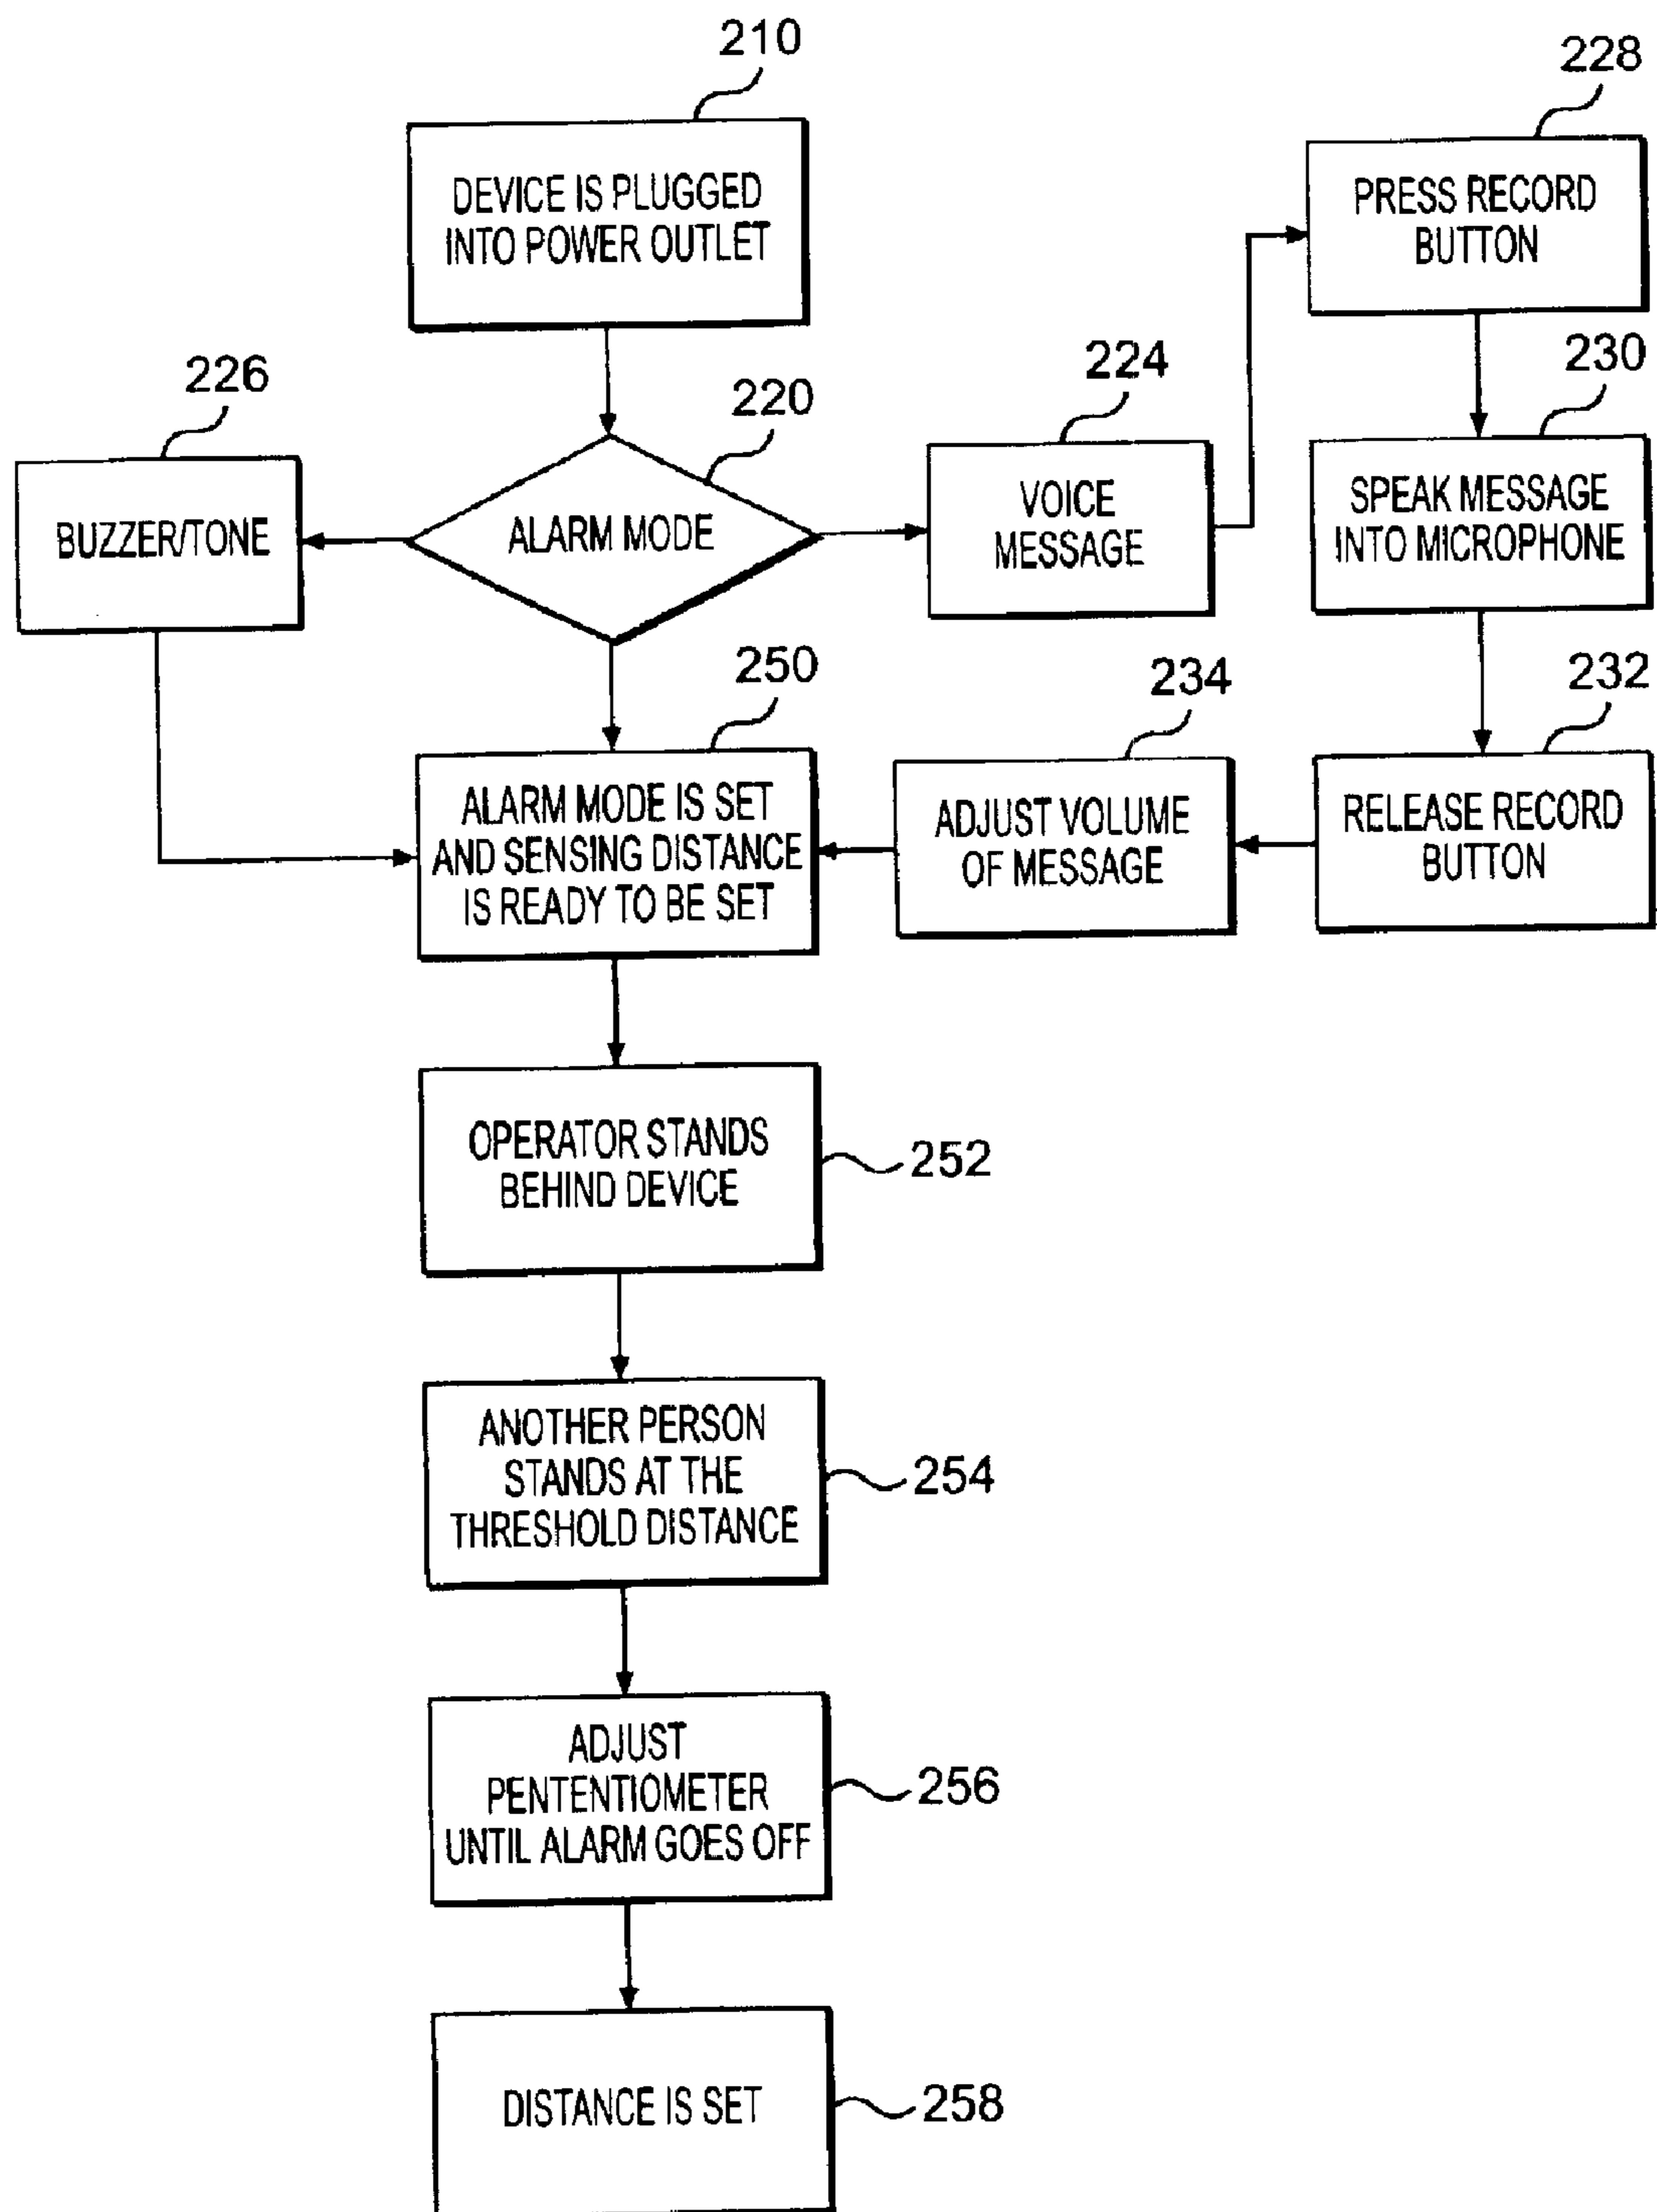 210
DEVICE IS PLUGGED
INTO POWER OUTLET
228
PRESS RECORD
BUTTON
226
BUZZER/TONE
220
ALARM MODE
224
VOICE
MESSAGE
230
SPEAK MESSAGE
INTO MICROPHONE
250
ALARM MODE IS SET
AND SENSING DISTANCE
IS READY TO BE SET
234
ADJUST VOLUME
OF MESSAGE
232
RELEASE RECORD
BUTTON
OPERATOR STANDS
BEHIND DEVICE
252
ANOTHER PERSON
STANDS AT THE
THRESHOLD DISTANCE
254
ADJUST
PENTENTIOMETER
UNTIL ALARM GOES OFF
256
DISTANCE IS SET
258